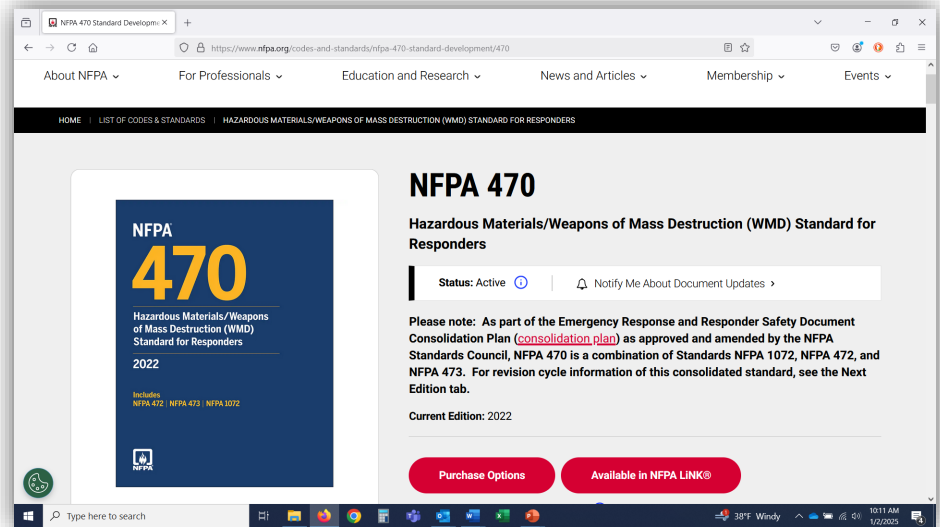 NFPA 470 Standard Developme
https://www.nfpa.org/codes-and-standards/nfpa-470-standard-development/470
About NFPA
For Professionals
Education and Research
News and Articles
Membership
Events
HOME | LIST OF CODES & STANDARDS | HAZARDOUS MATERIALS/WEAPONS OF MASS DESTRUCTION (WMD) STANDARD FOR RESPONDERS
NFPA
470
Hazardous Materials/Weapons
of Mass Destruction (WMD)
Standard for Responders
2022
Includes
NFPA 472 | NFPA 473 | NFPA 1072
NFPA
NFPA 470
Hazardous Materials/Weapons of Mass Destruction (WMD) Standard for
Responders
Status: Active
Notify Me About Document Updates >
Please note: As part of the Emergency Response and Responder Safety Document
Consolidation Plan (consolidation plan) as approved and amended by the NFPA
Standards Council, NFPA 470 is a combination of Standards NFPA 1072, NFPA 472, and
NFPA 473. For revision cycle information of this consolidated standard, see the Next
Edition tab.
Current Edition: 2022
Purchase Options
Available in NFPA LiNK®
Type here to search
38°F Windy
10:11 AM
1/2/2025
4